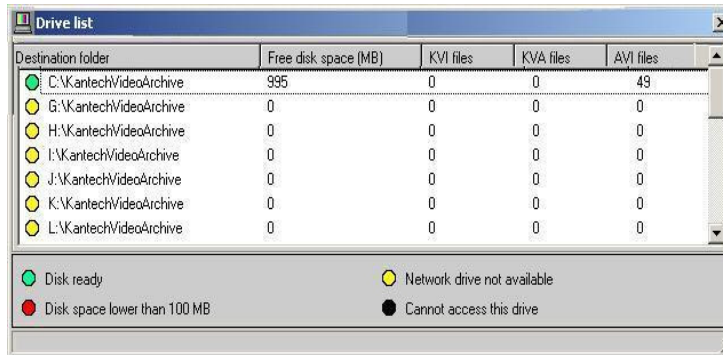 Drive list
Destination folder Free disk space (MB) KVI files KVA files AVI files
C:\KantechVideoArchive 995 0 0 49
G:\KantechVideoArchive 0 0 0 0
H:\KantechVideoArchive 0 0 0 0
I:\KantechVideoArchive 0 0 0 0
J:\KantechVideoArchive 0 0 0 0
K:\KantechVideoArchive 0 0 0 0
L:\KantechVideoArchive 0 0 0 0
Disk ready Network drive not available
Disk space lower than 100 MB Cannot access this drive